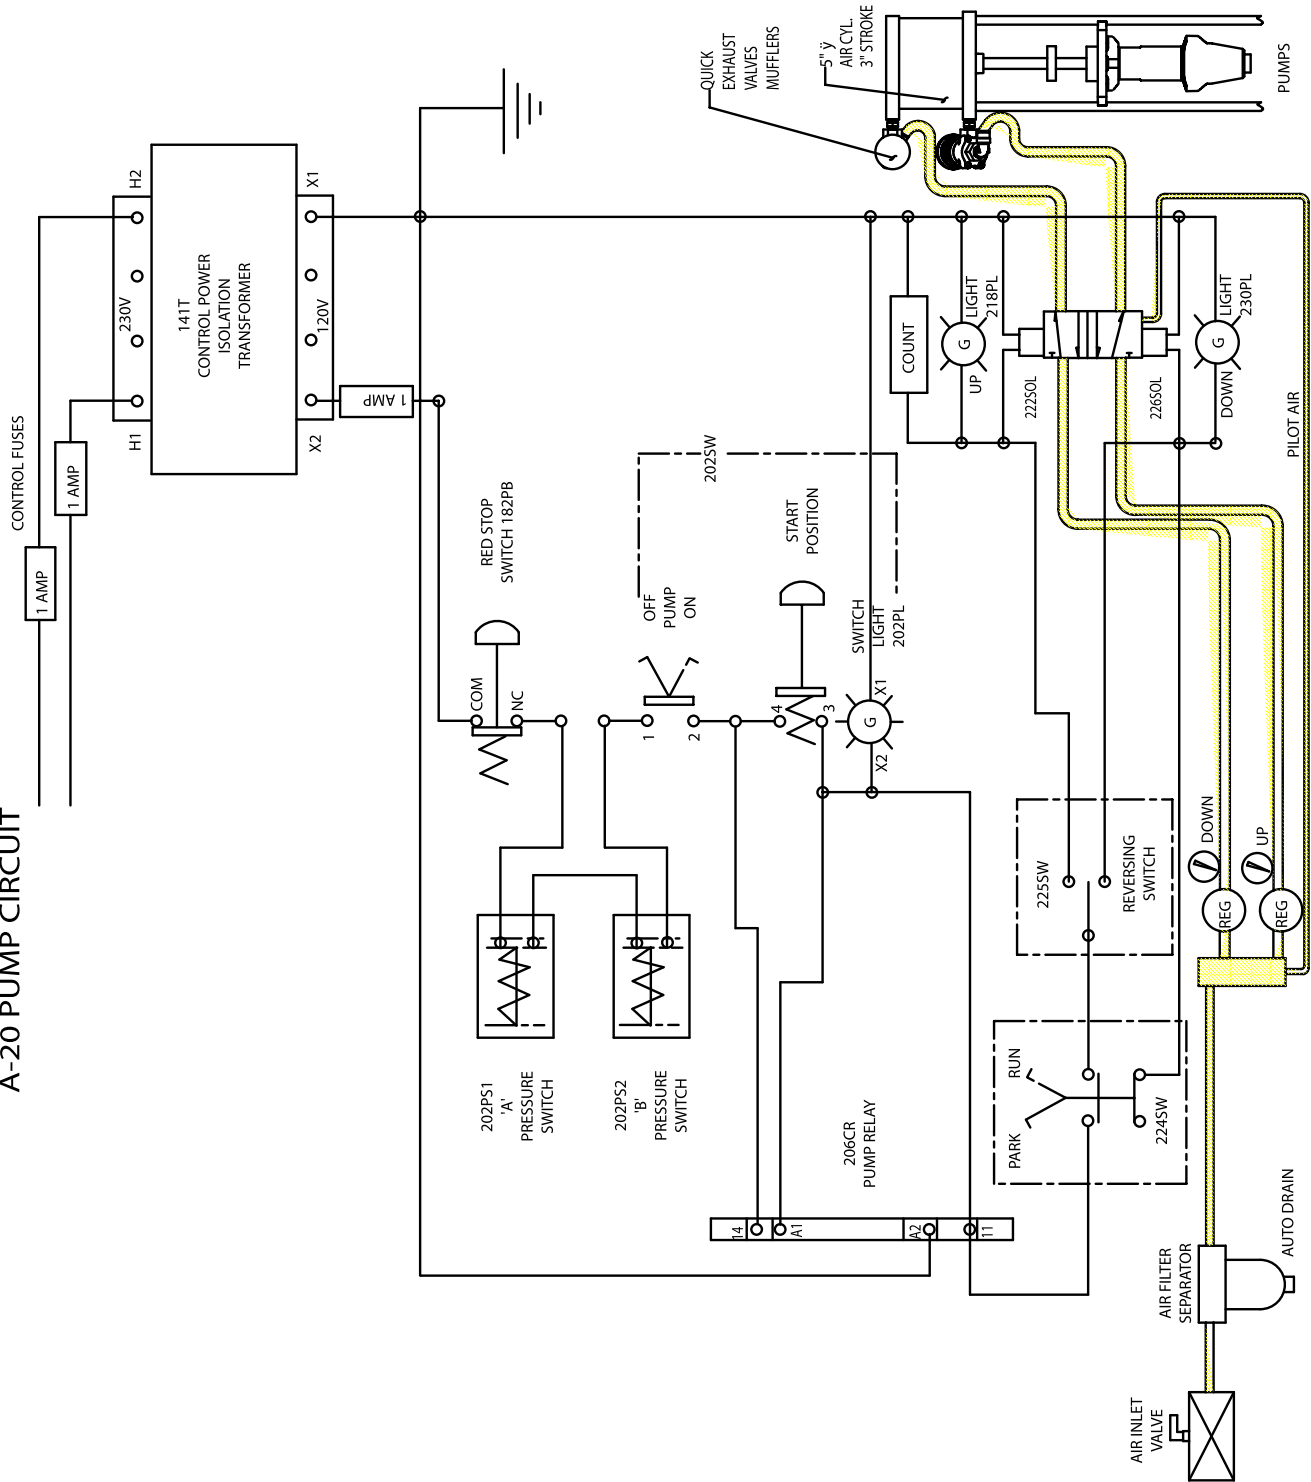 A-20 PUMP CIRCUIT
CONTROL FUSES
1 AMP
1 AMP
H1
H2
230V
141T
CONTROL POWER
ISOLATION
TRANSFORMER
120V
X2
X1
1 AMP
RED STOP
SWITCH 182PB
COM
NC
202PS1
'A'
PRESSURE
SWITCH
202PS2
'B'
PRESSURE
SWITCH
OFF
PUMP
ON
1
2
202SW
START
POSITION
4
3
SWITCH
LIGHT
202PL
X1
X2
G
206CR
PUMP RELAY
14
A1
A2
11
QUICK
EXHAUST
VALVES
MUFFLERS
5" ÿ
AIR CYL.
3" STROKE
PUMPS
COUNT
LIGHT
218PL
G
UP
222SOL
226SOL
LIGHT
230PL
G
DOWN
PILOT AIR
225SW
REVERSING
SWITCH
PARK
RUN
224SW
DOWN
REG
UP
REG
AIR INLET
VALVE
AIR FILTER
SEPARATOR
AUTO DRAIN